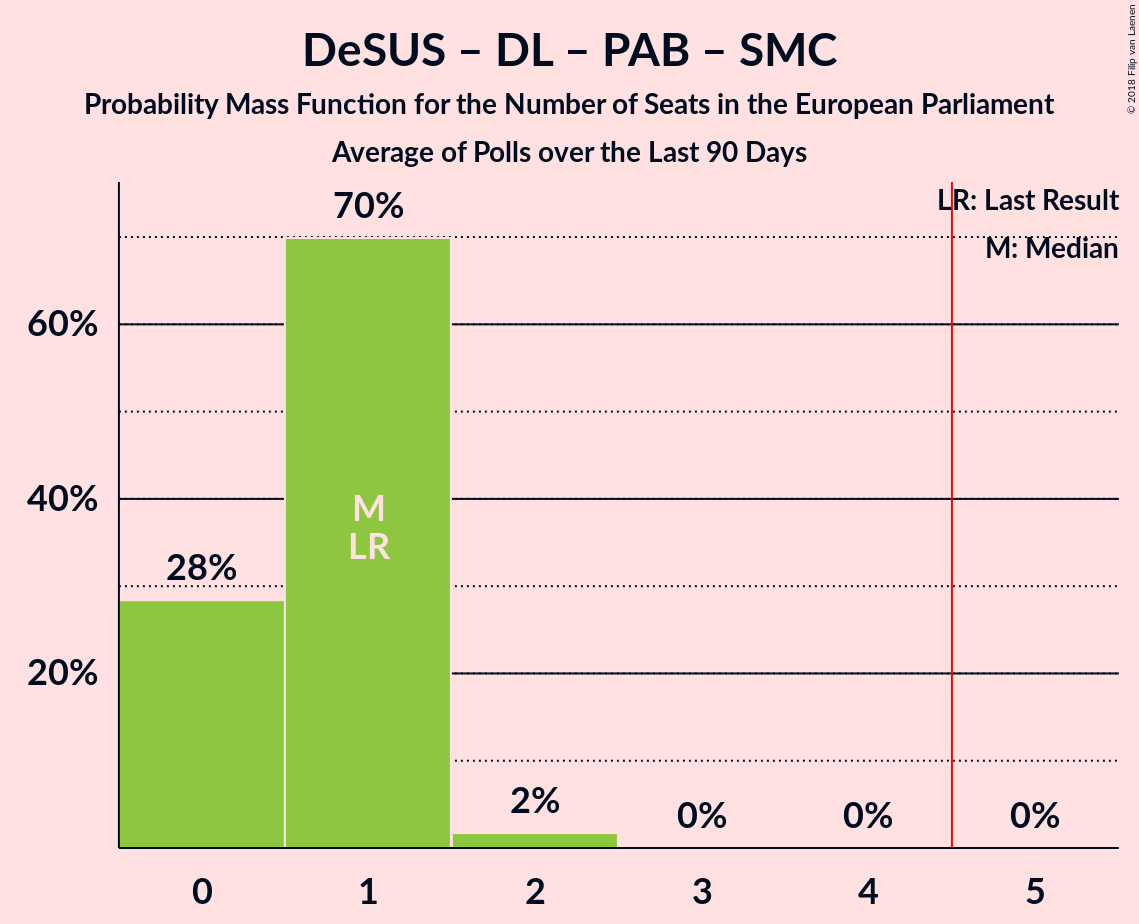 DeSUS – DL – PAB – SMC
Probability Mass Function for the Number of Seats in the European Parliament
Average of Polls over the Last 90 Days
© 2018 Filip van Laenen
LR: Last Result
M: Median
70%
60%
40%
20%
28%
M
LR
2%
0%
0%
0%
0
1
2
3
4
5